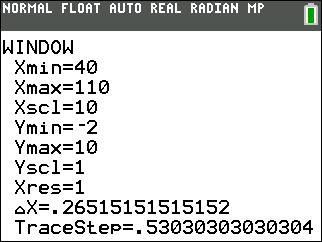 NORMAL FLOAT AUTO REAL RADIAN MP
WINDOW
Xmin=40
Xmax=110
Xscl=10
Ymin=-2
Ymax=10
Yscl=1
Xres=1
△X=.26515151515152
TraceStep=.53030303030304